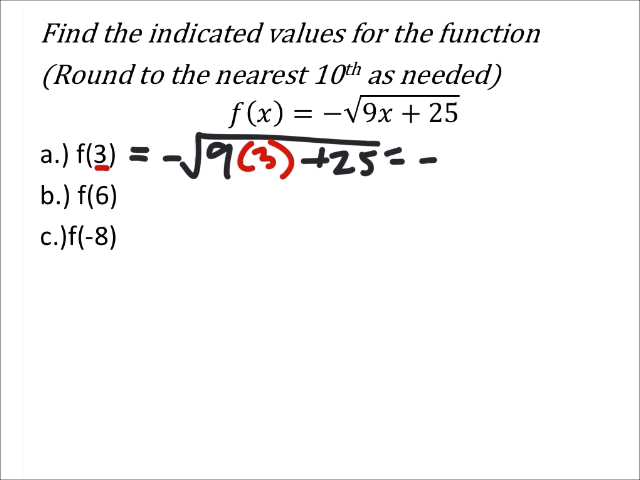 Find the indicated values for the function
(Round to the nearest 10th as needed)
f(x) = −√9x + 25
a.) f(3) = -√9(3) +25 = -
b.) f(6)
c.)f(-8)